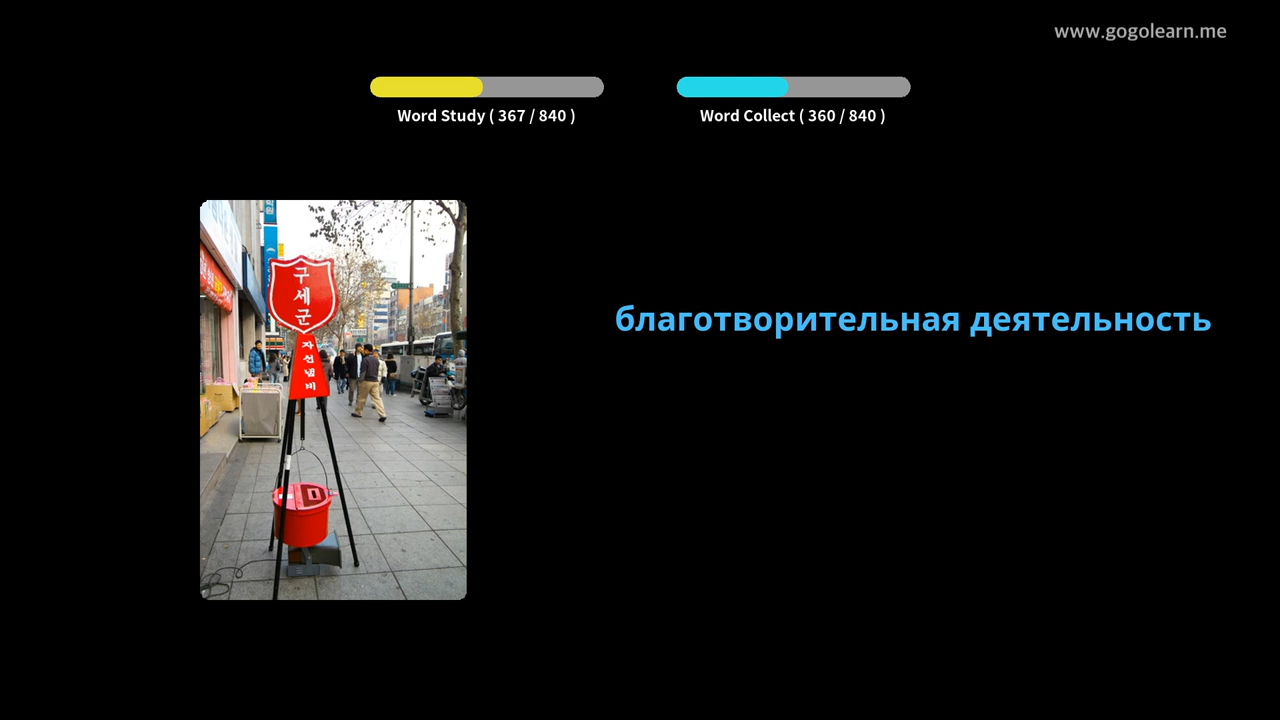 www.gogolearn.me
Word Study ( 367 / 840 )
Word Collect ( 360 / 840 )
благотворительная деятельность
구
세
군
자
선
냄
비